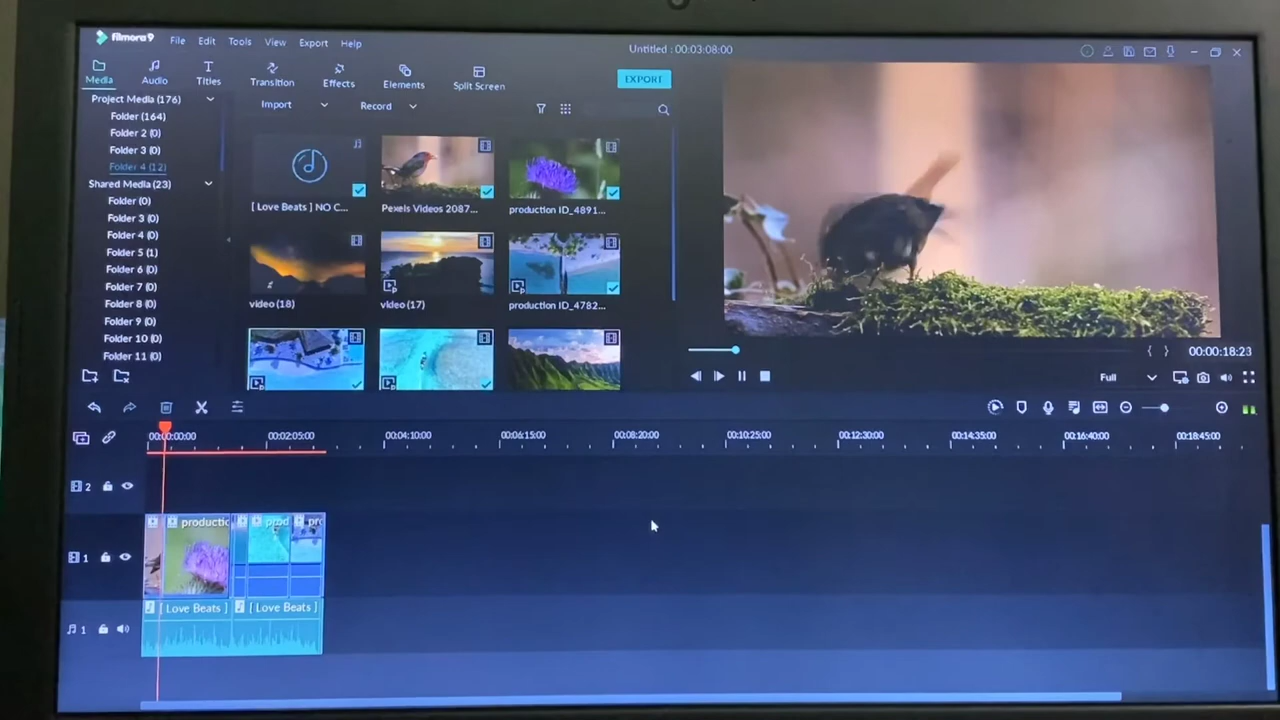 filmora9 File Edit Tools View Export Help Untitled : 00:03:08:00
Media Audio Titles Transition Effects Elements Split Screen EXPORT
Project Media (176)
Folder (164)
Folder 2 (0)
Folder 3 (0)
Folder 4 (12)
Shared Media (23)
Folder (0)
Folder 3 (0)
Folder 4 (0)
Folder 5 (1)
Folder 6 (0)
Folder 7 (0)
Folder 8 (0)
Folder 9 (0)
Folder 10 (0)
Folder 11 (0)
Import Record
[ Love Beats ] NO C... Pexels Videos 2087... production ID_4891...
video (18) video (17) production ID_4782...
00:00:18:23
Full
00:00:00:00 00:02:05:00 00:04:10:00 00:06:15:00 00:08:20:00 00:10:25:00 00:12:30:00 00:14:35:00 00:16:40:00 00:18:45:00
2
1 productio prod pro
[ Love Beats ] [ Love Beats ]
1